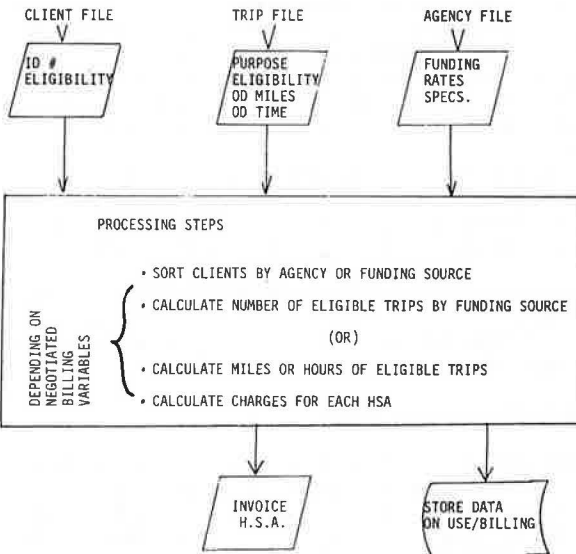 CLIENT FILE
TRIP FILE
AGENCY FILE
ID #
ELIGIBILITY
PURPOSE
ELIGIBILITY
OD MILES
OD TIME
FUNDING
RATES
SPECS.
PROCESSING STEPS
DEPENDING ON
NEGOTIATED
BILLING
VARIABLES
• SORT CLIENTS BY AGENCY OR FUNDING SOURCE
• CALCULATE NUMBER OF ELIGIBLE TRIPS BY FUNDING SOURCE
(OR)
• CALCULATE MILES OR HOURS OF ELIGIBLE TRIPS
• CALCULATE CHARGES FOR EACH HSA
INVOICE
H.S.A.
STORE DATA
ON USE/BILLING